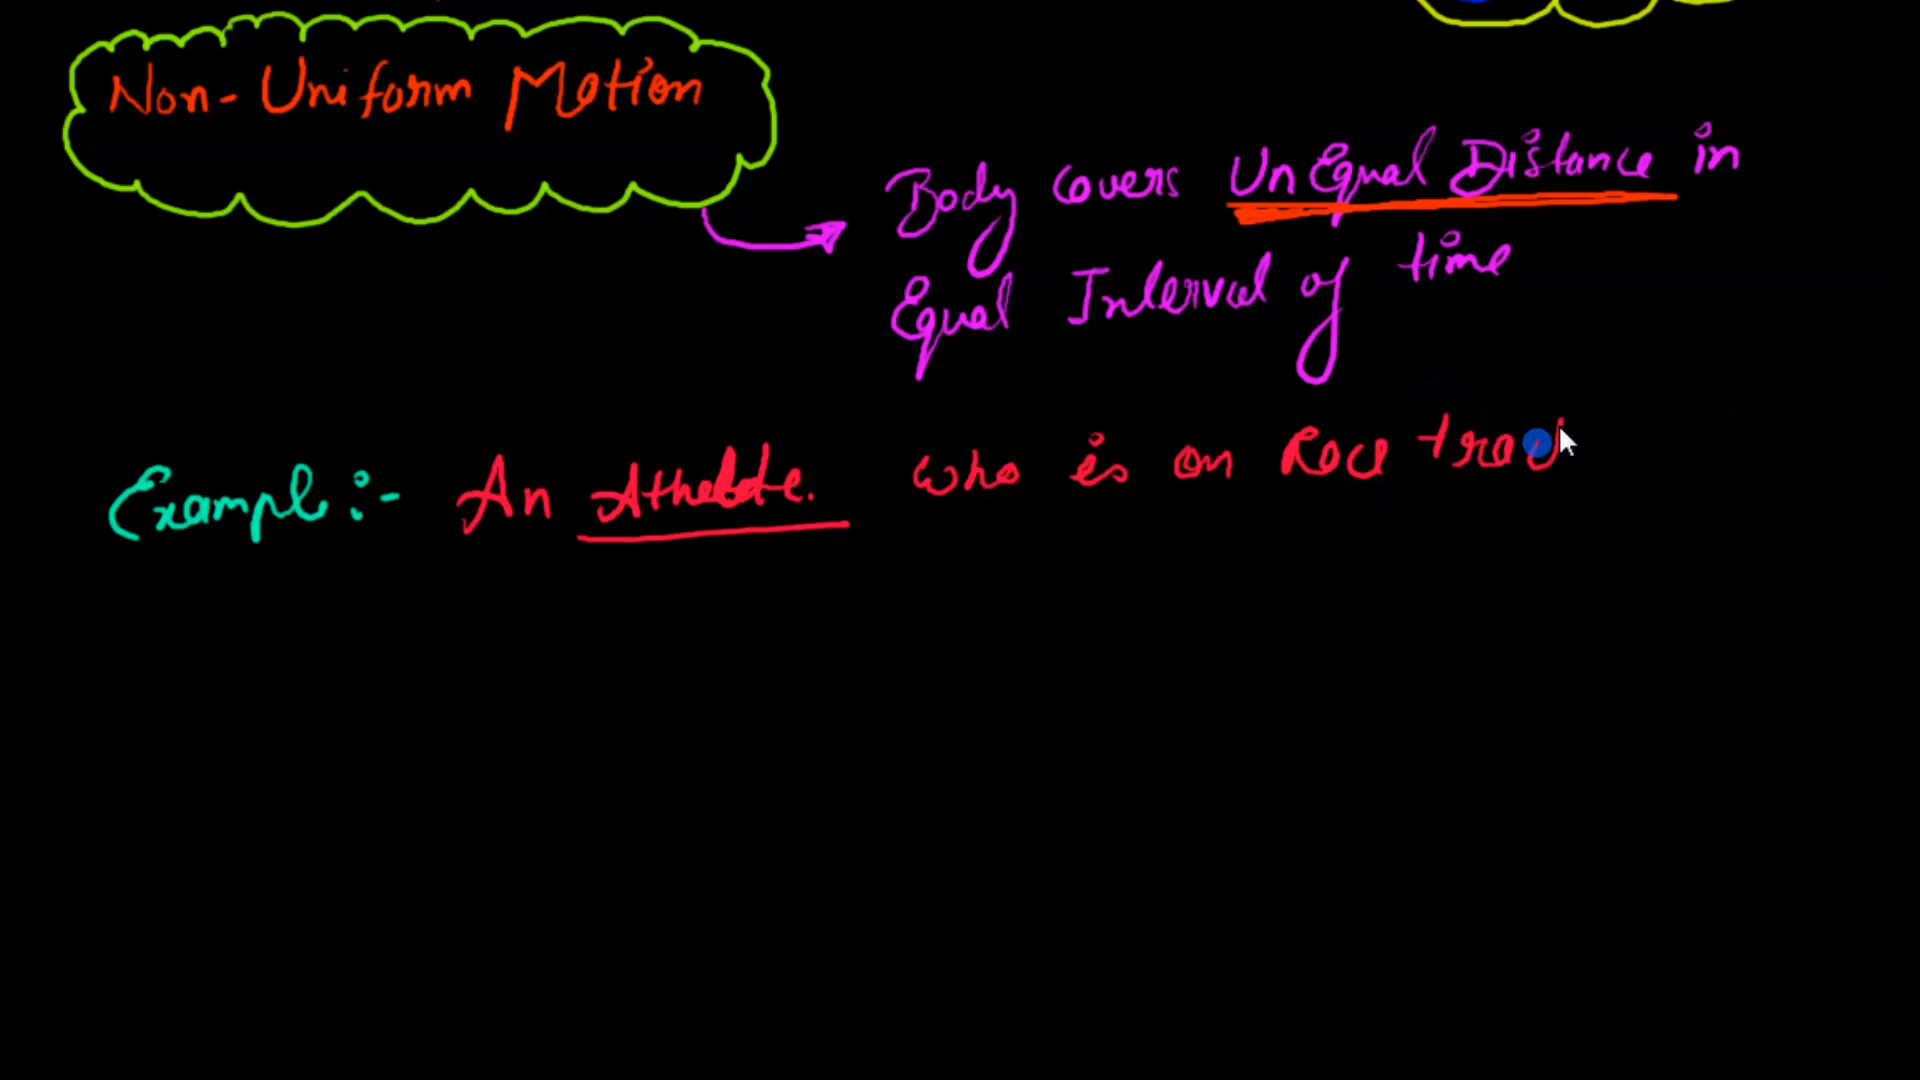 Non-Uniform Motion
Body covers UnEqual Distance in
Equal Interval of time
Example:- An Athelete. who is on Race